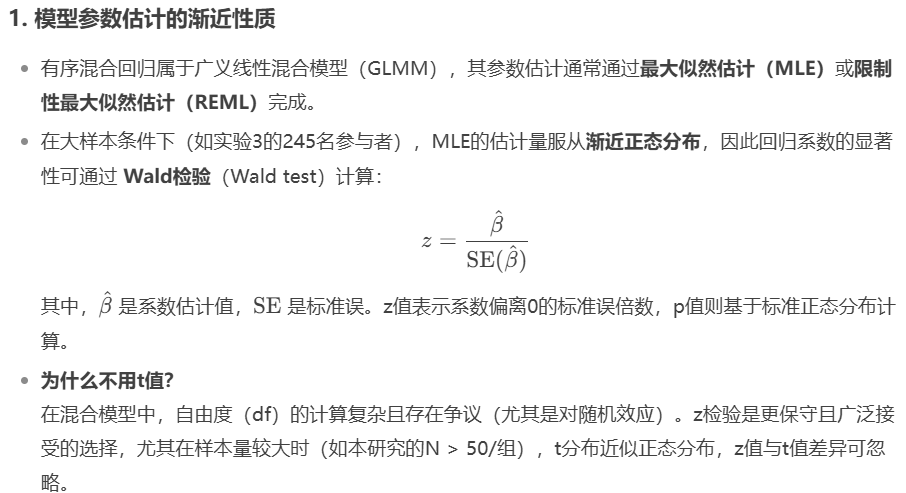 1. 模型参数估计的渐近性质
• 有序混合回归属于广义线性混合模型（GLMM），其参数估计通常通过最大似然估计（MLE）或限制
性最大似然估计（REML）完成。
• 在大样本条件下（如实验3的245名参与者），MLE的估计量服从渐近正态分布，因此回归系数的显著
性可通过 Wald检验（Wald test）计算：
z = β̂ / SE(β̂)
其中，β̂ 是系数估计值，SE 是标准误。z值表示系数偏离0的标准误倍数，p值则基于标准正态分布计
算。
• 为什么不用t值？
在混合模型中，自由度（df）的计算复杂且存在争议（尤其是对随机效应）。z检验是更保守且广泛接
受的选择，尤其在样本量较大时（如本研究的N > 50/组），t分布近似正态分布，z值与t值差异可忽
略。